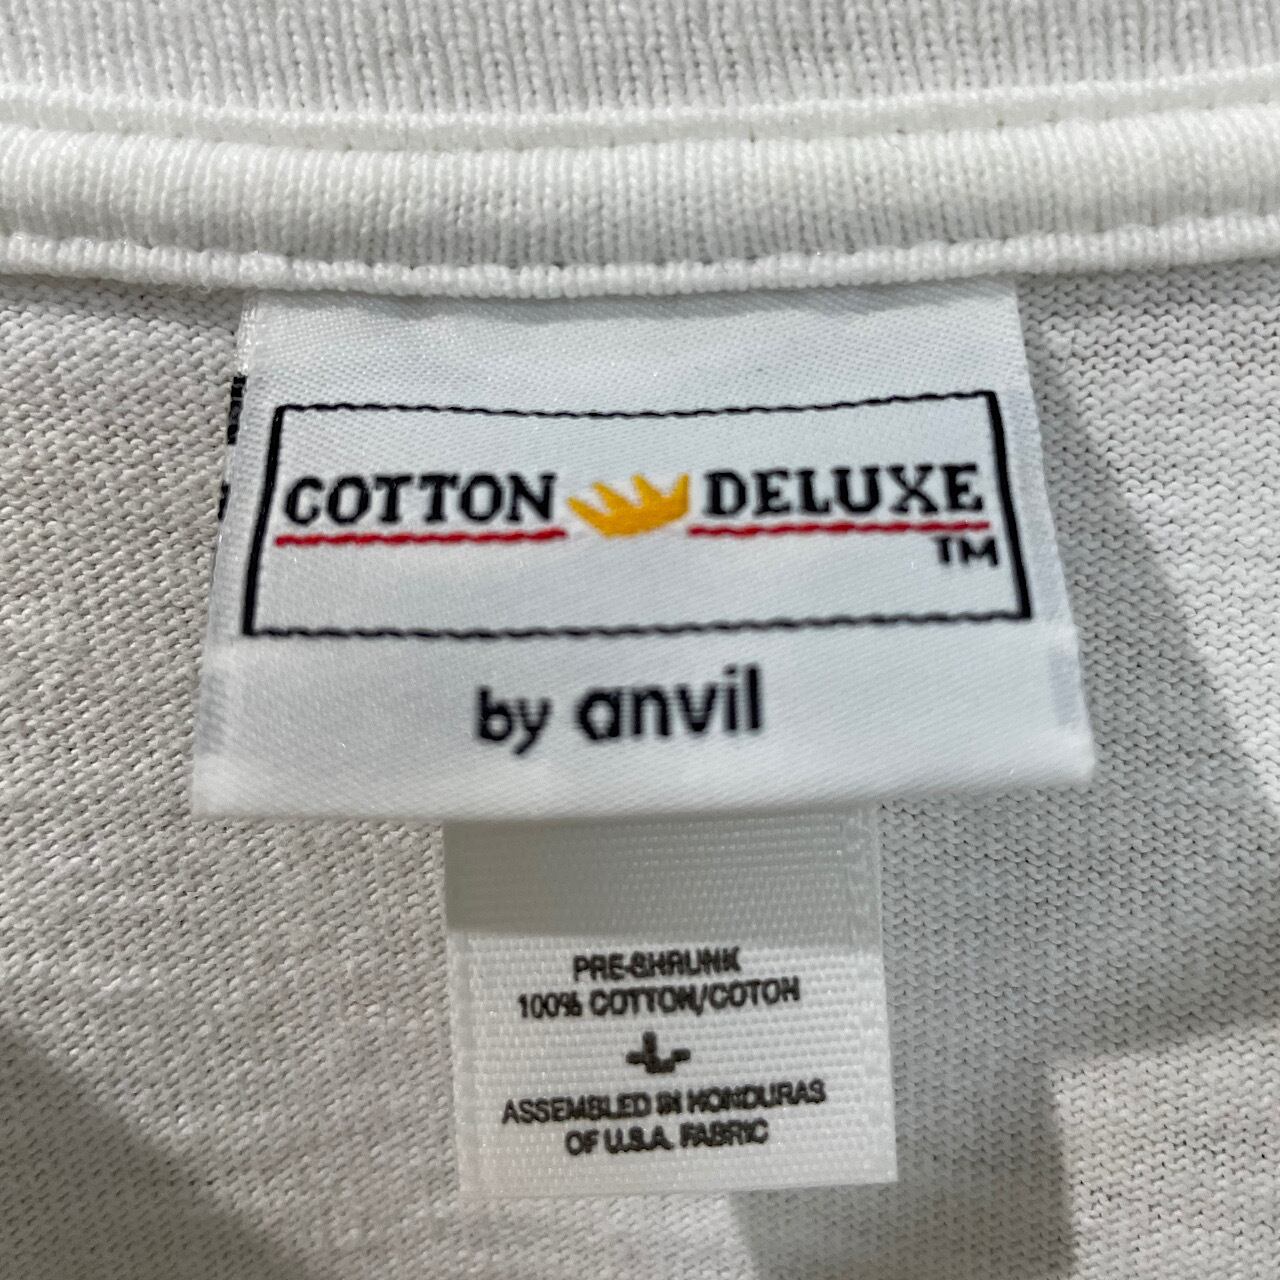 COTTON DELUXE
TM
by anvil
PRE-SHRUNK
100% COTTON/COTON
-L-
ASSEMBLED IN HONDURAS
OF U.S.A. FABRIC